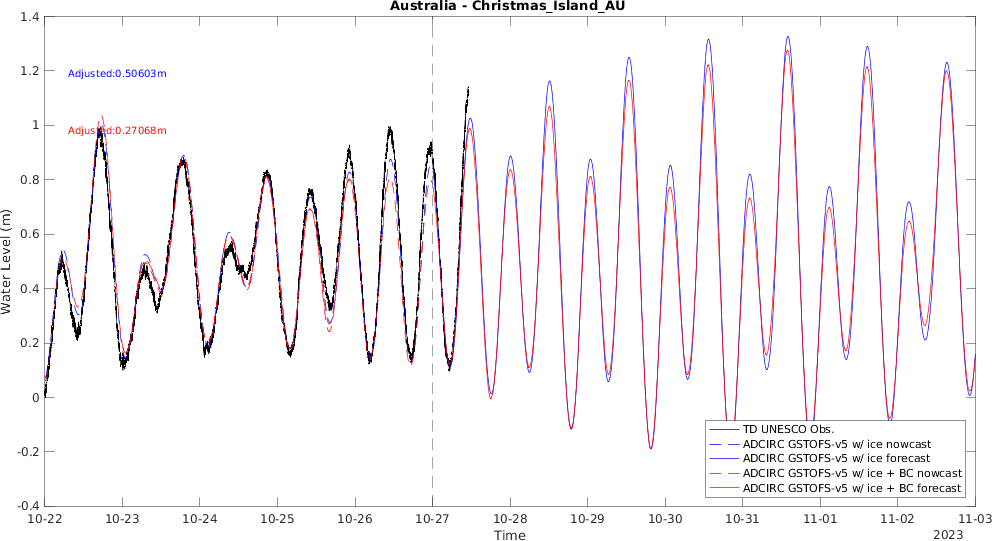 Australia - Christmas_Island_AU
1.4
1.2
1
0.8
0.6
0.4
0.2
0
-0.2
-0.4
Water Level (m)
Adjusted:0.50603m
Adjusted:0.27068m
TD UNESCO Obs.
ADCIRC GSTOFS-v5 w/ ice nowcast
ADCIRC GSTOFS-v5 w/ ice forecast
ADCIRC GSTOFS-v5 w/ ice + BC nowcast
ADCIRC GSTOFS-v5 w/ ice + BC forecast
10-22 10-23 10-24 10-25 10-26 10-27 10-28 10-29 10-30 10-31 11-01 11-02 11-03
Time
2023